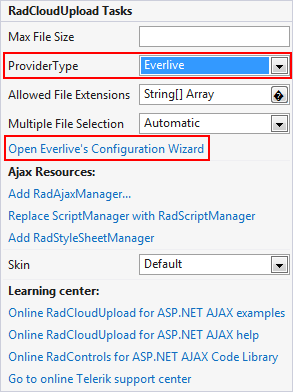 RadCloudUpload Tasks
Max File Size
ProviderType Everlive
Allowed File Extensions String[] Array
Multiple File Selection Automatic
Open Everlive's Configuration Wizard
Ajax Resources:
Add RadAjaxManager...
Replace ScriptManager with RadScriptManager
Add RadStyleSheetManager
Skin Default
Learning center:
Online RadCloudUpload for ASP.NET AJAX examples
Online RadCloudUpload for ASP.NET AJAX help
Online RadControls for ASP.NET AJAX Code Library
Go to online Telerik support center